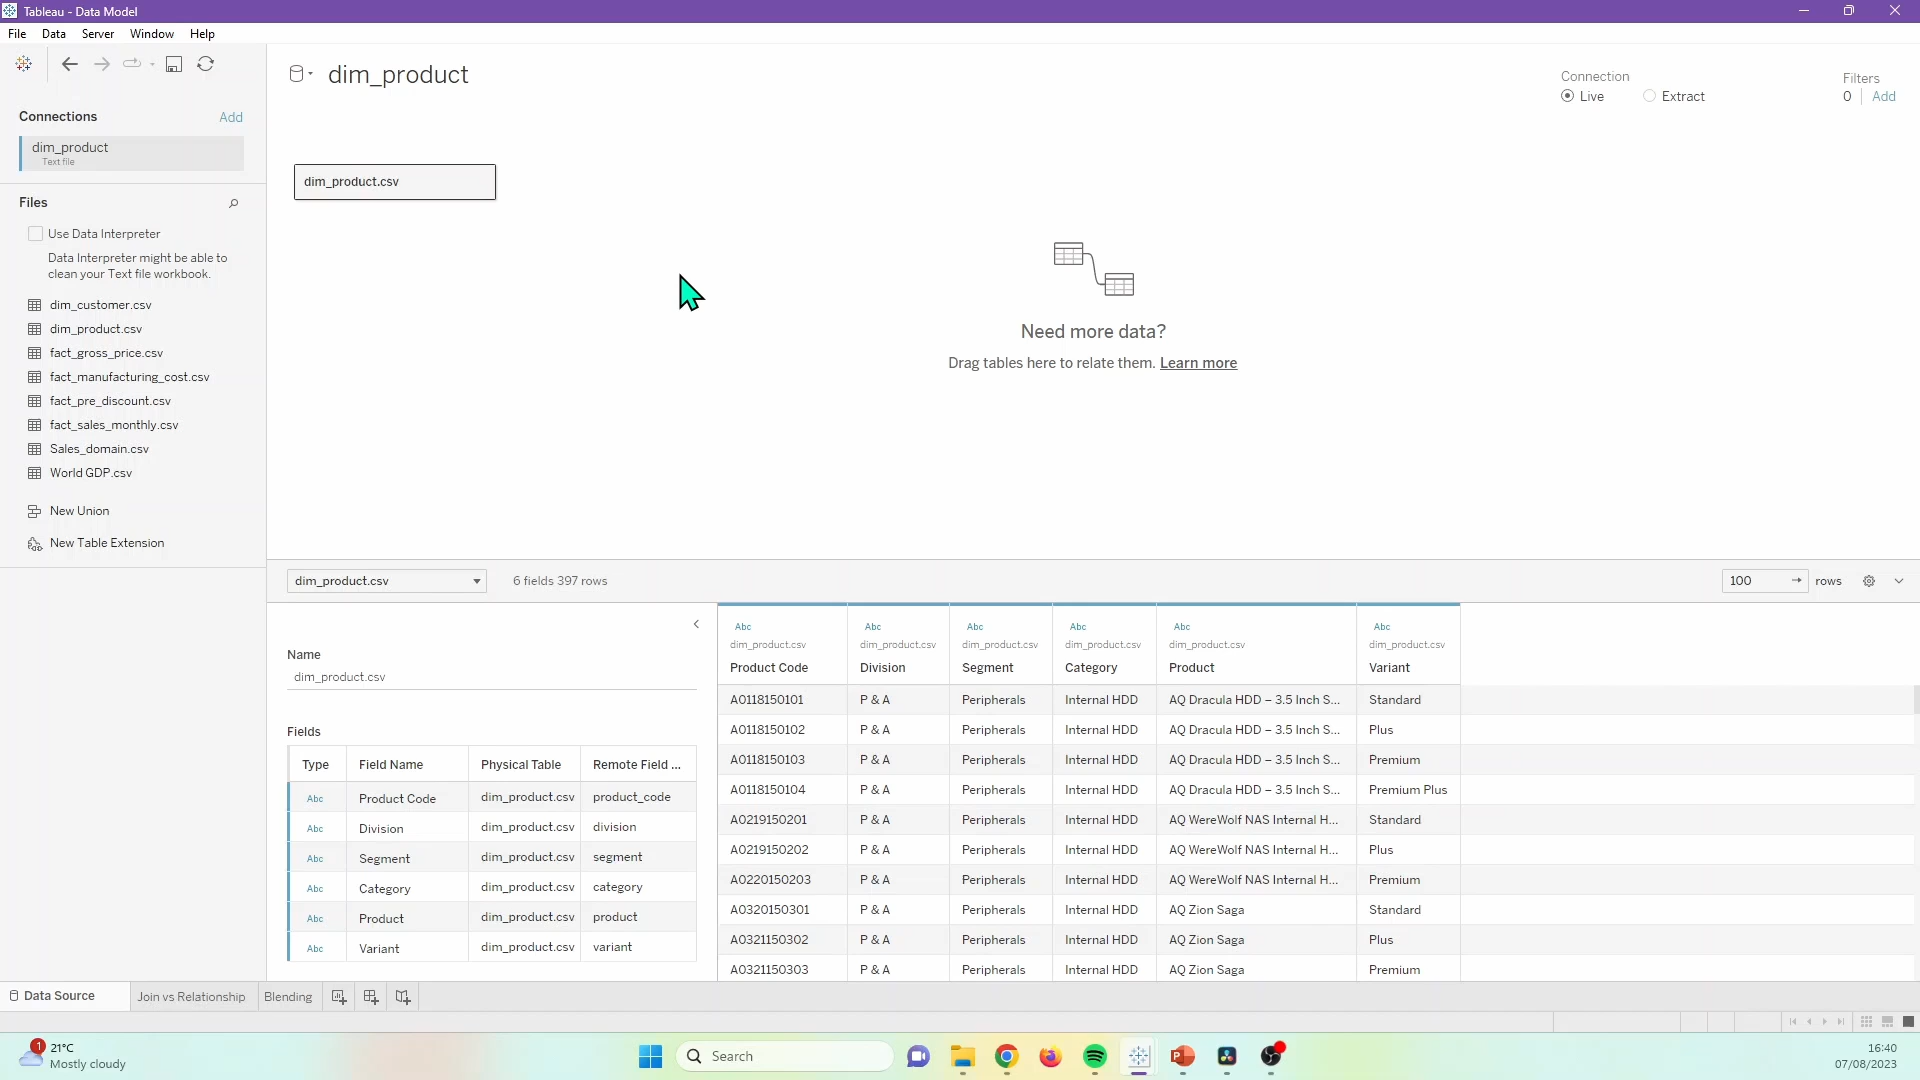 Tableau - Data Model
File Data Server Window Help
dim_product
Connection
Live Extract
Filters
0 Add
Connections Add
dim_product
Text file
dim_product.csv
Files
Use Data Interpreter
Data Interpreter might be able to
clean your Text file workbook.
dim_customer.csv
dim_product.csv
fact_gross_price.csv
fact_manufacturing_cost.csv
fact_pre_discount.csv
fact_sales_monthly.csv
Sales_domain.csv
World GDP.csv
New Union
New Table Extension
Need more data?
Drag tables here to relate them. Learn more
dim_product.csv 6 fields 397 rows 100 rows
Name
dim_product.csv
Fields
Type Field Name Physical Table Remote Field ...
Abc Product Code dim_product.csv product_code
Abc Division dim_product.csv division
Abc Segment dim_product.csv segment
Abc Category dim_product.csv category
Abc Product dim_product.csv product
Abc Variant dim_product.csv variant
Abc Abc Abc Abc Abc Abc
dim_product.csv dim_product.csv dim_product.csv dim_product.csv dim_product.csv dim_product.csv
Product Code Division Segment Category Product Variant
A0118150101 P & A Peripherals Internal HDD AQ Dracula HDD – 3.5 Inch S... Standard
A0118150102 P & A Peripherals Internal HDD AQ Dracula HDD – 3.5 Inch S... Plus
A0118150103 P & A Peripherals Internal HDD AQ Dracula HDD – 3.5 Inch S... Premium
A0118150104 P & A Peripherals Internal HDD AQ Dracula HDD – 3.5 Inch S... Premium Plus
A0219150201 P & A Peripherals Internal HDD AQ WereWolf NAS Internal H... Standard
A0219150202 P & A Peripherals Internal HDD AQ WereWolf NAS Internal H... Plus
A0220150203 P & A Peripherals Internal HDD AQ WereWolf NAS Internal H... Premium
A0320150301 P & A Peripherals Internal HDD AQ Zion Saga Standard
A0321150302 P & A Peripherals Internal HDD AQ Zion Saga Plus
A0321150303 P & A Peripherals Internal HDD AQ Zion Saga Premium
Data Source Join vs Relationship Blending
1
21°C
Mostly cloudy
Search
16:40
07/08/2023